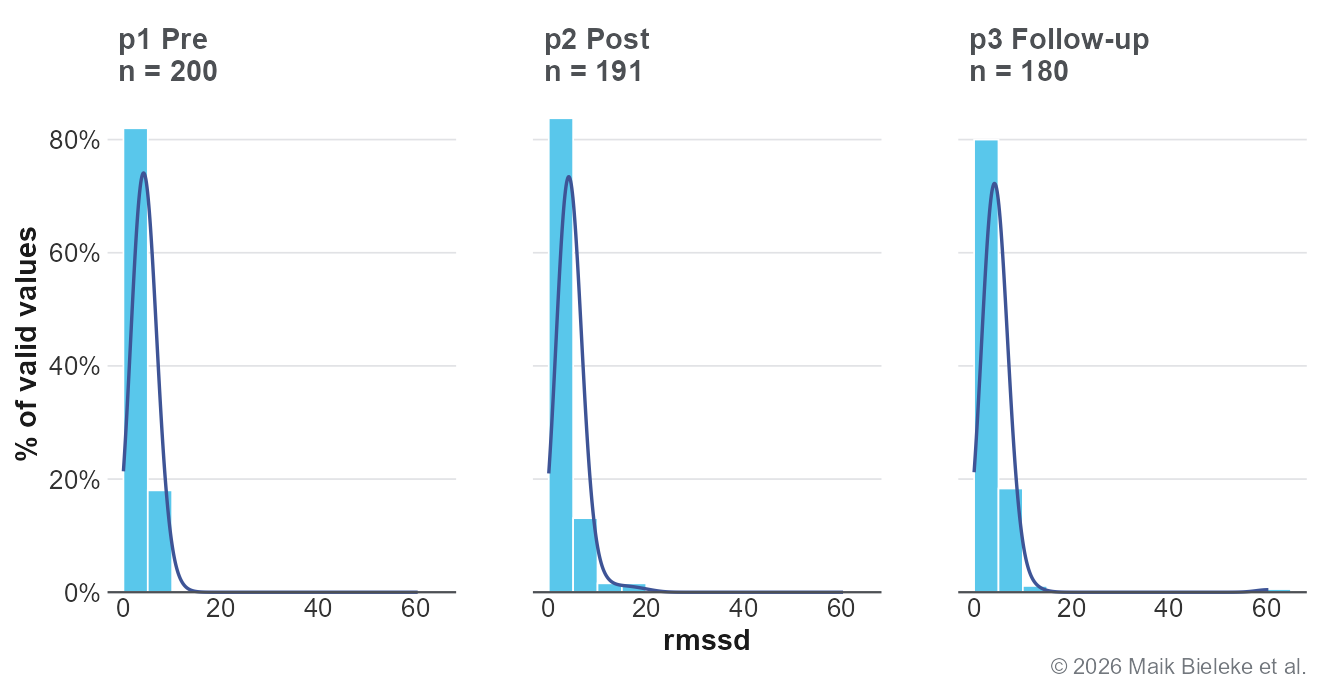 p1 Pre
n = 200
p2 Post
n = 191
p3 Follow-up
n = 180
% of valid values
80%
60%
40%
20%
0%
0 20 40 60
0 20 40 60
0 20 40 60
rmssd
© 2026 Maik Bieleke et al.